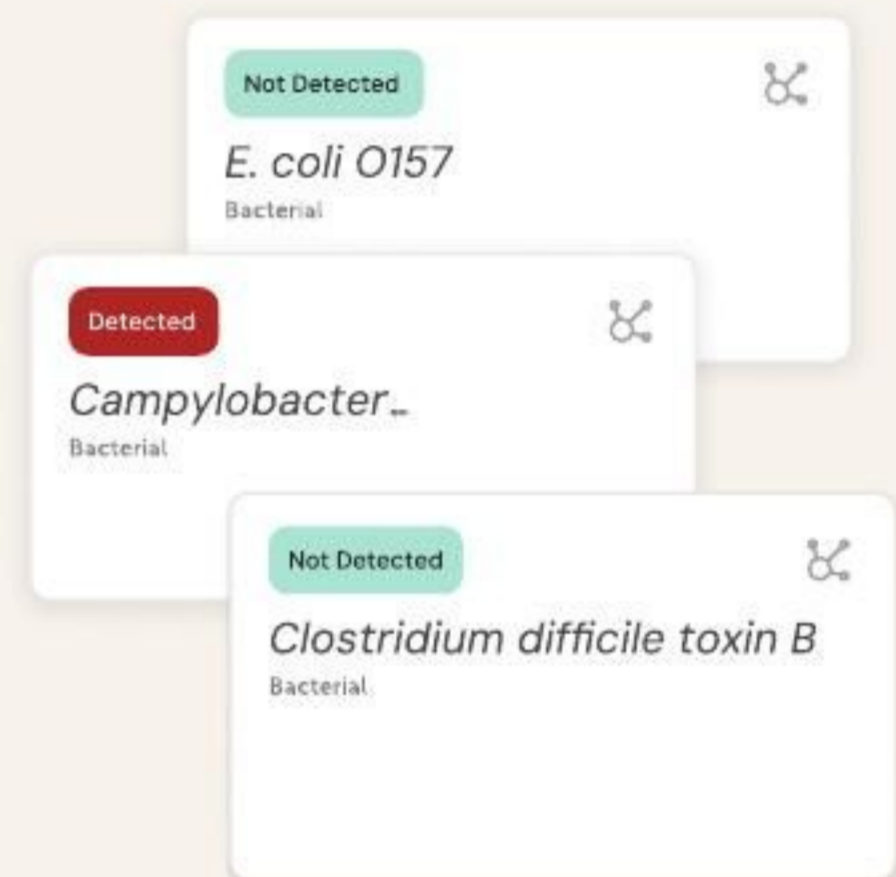 Not Detected
E. coli O157
Bacterial
Detected
Campylobacter...
Bacterial
Not Detected
Clostridium difficile toxin B
Bacterial